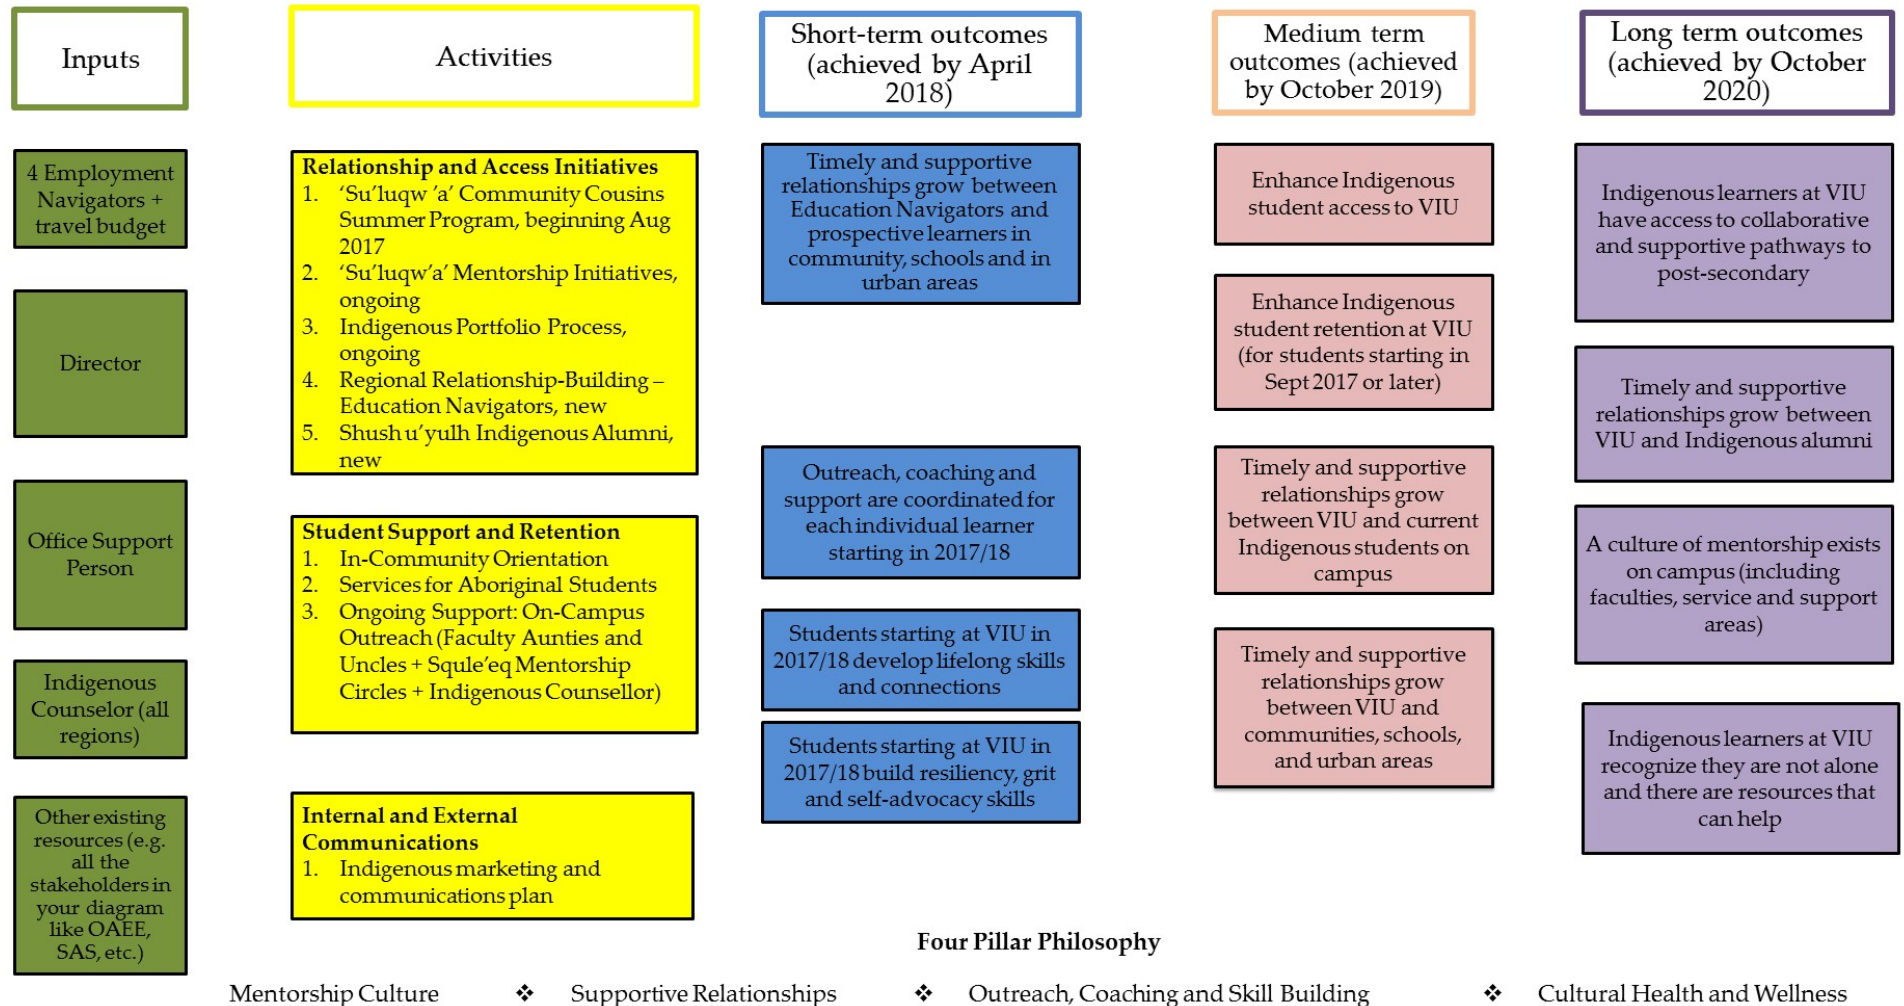 Inputs
Activities
Short-term outcomes
(achieved by April
2018)
Medium term
outcomes (achieved
by October 2019)
Long term outcomes
(achieved by October
2020)
4 Employment
Navigators +
travel budget
Director
Office Support
Person
Indigenous
Counselor (all
regions)
Other existing
resources (e.g.
all the
stakeholders in
your diagram
like OAEE,
SAS, etc.)
Relationship and Access Initiatives
1. ‘Su’luqw ’a’ Community Cousins
Summer Program, beginning Aug
2017
2. ‘Su’luqw’a’ Mentorship Initiatives,
ongoing
3. Indigenous Portfolio Process,
ongoing
4. Regional Relationship-Building –
Education Navigators, new
5. Shush u’yulh Indigenous Alumni,
new
Student Support and Retention
1. In-Community Orientation
2. Services for Aboriginal Students
3. Ongoing Support: On-Campus
Outreach (Faculty Aunties and
Uncles + Squle’eq Mentorship
Circles + Indigenous Counsellor)
Internal and External
Communications
1. Indigenous marketing and
communications plan
Timely and supportive
relationships grow between
Education Navigators and
prospective learners in
community, schools and in
urban areas
Outreach, coaching and
support are coordinated for
each individual learner
starting in 2017/18
Students starting at VIU in
2017/18 develop lifelong skills
and connections
Students starting at VIU in
2017/18 build resiliency, grit
and self-advocacy skills
Enhance Indigenous
student access to VIU
Enhance Indigenous
student retention at VIU
(for students starting in
Sept 2017 or later)
Timely and supportive
relationships grow
between VIU and current
Indigenous students on
campus
Timely and supportive
relationships grow
between VIU and
communities, schools,
and urban areas
Indigenous learners at VIU
have access to collaborative
and supportive pathways to
post-secondary
Timely and supportive
relationships grow between
VIU and Indigenous alumni
A culture of mentorship exists
on campus (including
faculties, service and support
areas)
Indigenous learners at VIU
recognize they are not alone
and there are resources that
can help
Four Pillar Philosophy
Mentorship Culture ❖ Supportive Relationships ❖ Outreach, Coaching and Skill Building ❖ Cultural Health and Wellness